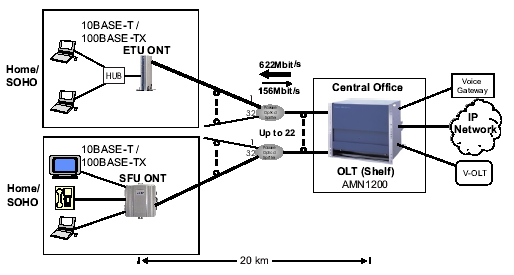 10BASE-T /
100BASE-TX
ETU ONT
HUB
Home/
SOHO
622Mbit/s
156Mbit/s
1
32
Central Office
Voice
Gateway
IP
Network
V-OLT
OLT (Shelf)
AMN1200
Up to 22
1
32
10BASE-T /
100BASE-TX
SFU ONT
Home/
SOHO
20 km